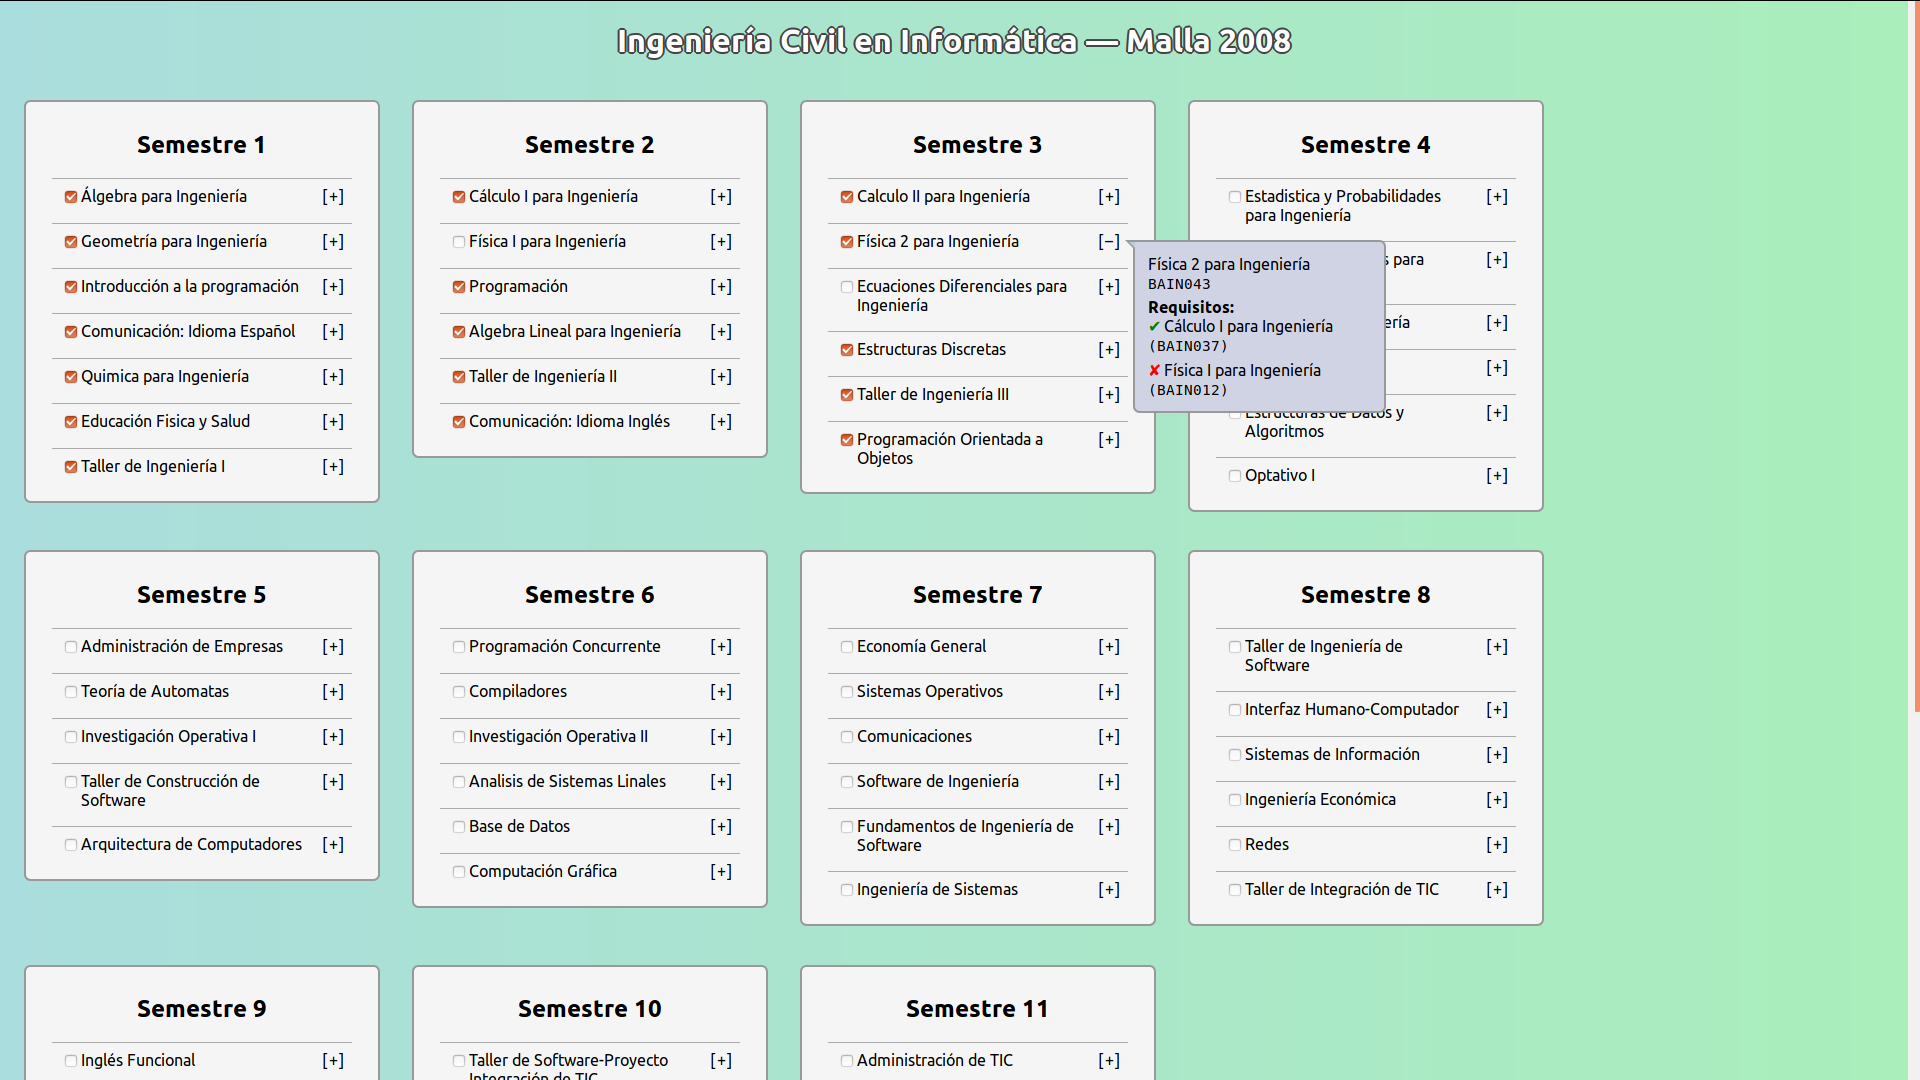 Ingeniería Civil en Informática — Malla 2008
Semestre 1
Álgebra para Ingeniería [+]
Geometría para Ingeniería [+]
Introducción a la programación [+]
Comunicación: Idioma Español [+]
Quimica para Ingeniería [+]
Educación Fisica y Salud [+]
Taller de Ingeniería I [+]
Semestre 2
Cálculo I para Ingeniería [+]
Física I para Ingeniería [+]
Programación [+]
Algebra Lineal para Ingeniería [+]
Taller de Ingeniería II [+]
Comunicación: Idioma Inglés [+]
Semestre 3
Calculo II para Ingeniería [+]
Física 2 para Ingeniería [−]
Ecuaciones Diferenciales para [+]
Ingeniería
Estructuras Discretas [+]
Taller de Ingeniería III [+]
Programación Orientada a [+]
Objetos
Física 2 para Ingeniería
BAIN043
Requisitos:
✔ Cálculo I para Ingeniería
(BAIN037)
✘ Física I para Ingeniería
(BAIN012)
Semestre 4
Estadistica y Probabilidades [+]
para Ingeniería
para [+]
[+]
[+]
Estructuras de Datos y [+]
Algoritmos
Optativo I [+]
Semestre 5
Administración de Empresas [+]
Teoría de Automatas [+]
Investigación Operativa I [+]
Taller de Construcción de [+]
Software
Arquitectura de Computadores [+]
Semestre 6
Programación Concurrente [+]
Compiladores [+]
Investigación Operativa II [+]
Analisis de Sistemas Linales [+]
Base de Datos [+]
Computación Gráfica [+]
Semestre 7
Economía General [+]
Sistemas Operativos [+]
Comunicaciones [+]
Software de Ingeniería [+]
Fundamentos de Ingeniería de [+]
Software
Ingeniería de Sistemas [+]
Semestre 8
Taller de Ingeniería de [+]
Software
Interfaz Humano-Computador [+]
Sistemas de Información [+]
Ingeniería Económica [+]
Redes [+]
Taller de Integración de TIC [+]
Semestre 9
Inglés Funcional [+]
Semestre 10
Taller de Software-Proyecto [+]
Integración de TIC
Semestre 11
Administración de TIC [+]